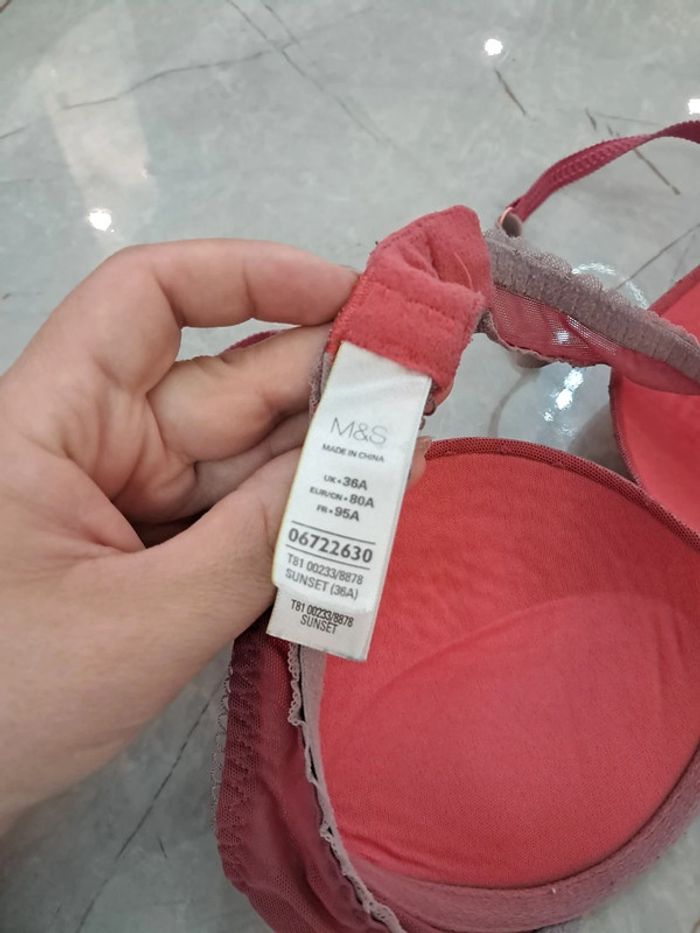 M&S
MADE IN CHINA
UK•36A
EUR/CN•80A
FR•95A
06722630
T81 00233/8878
SUNSET (36A)
T81 00233/8878
SUNSET